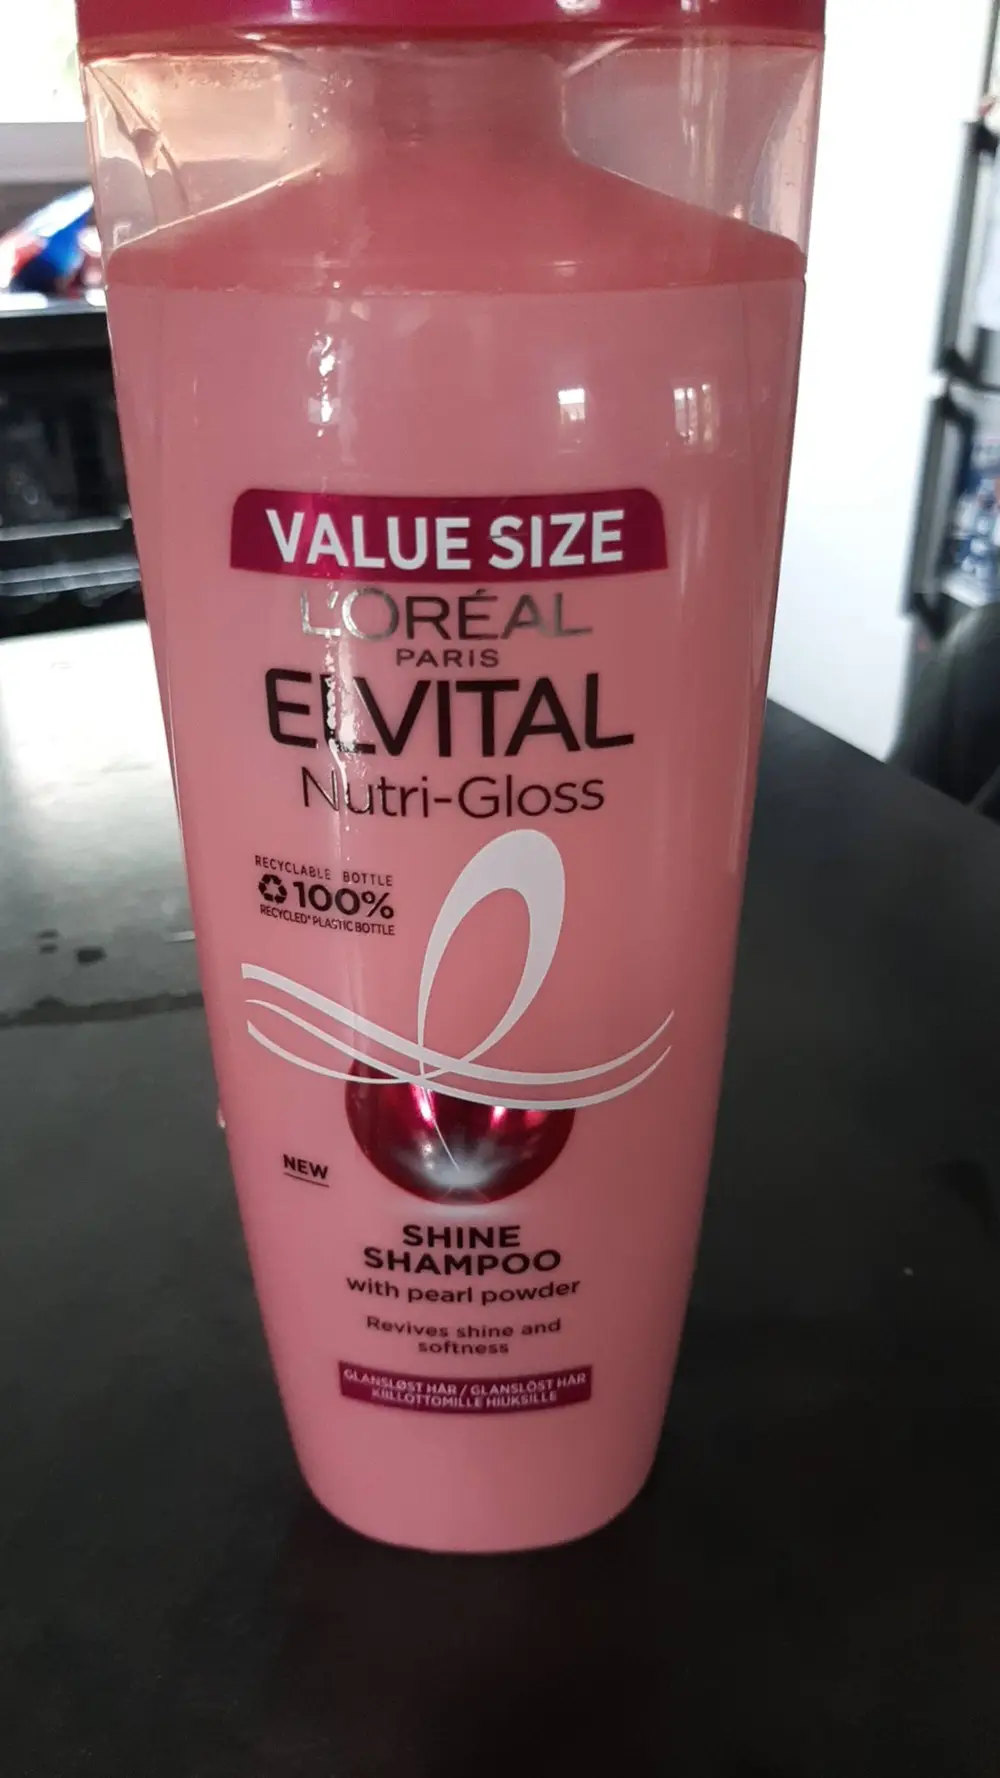 VALUE SIZE
L'ORÉAL
PARIS
ELVITAL
Nutri-Gloss
RECYCLABLE BOTTLE
100%
RECYCLED* PLASTIC BOTTLE
NEW
SHINE
SHAMPOO
with pearl powder
Revives shine and
softness
GLANSLØST HÅR / GLANSLÖST HÅR
KIILLOTTOMILLE HIUKSILLE